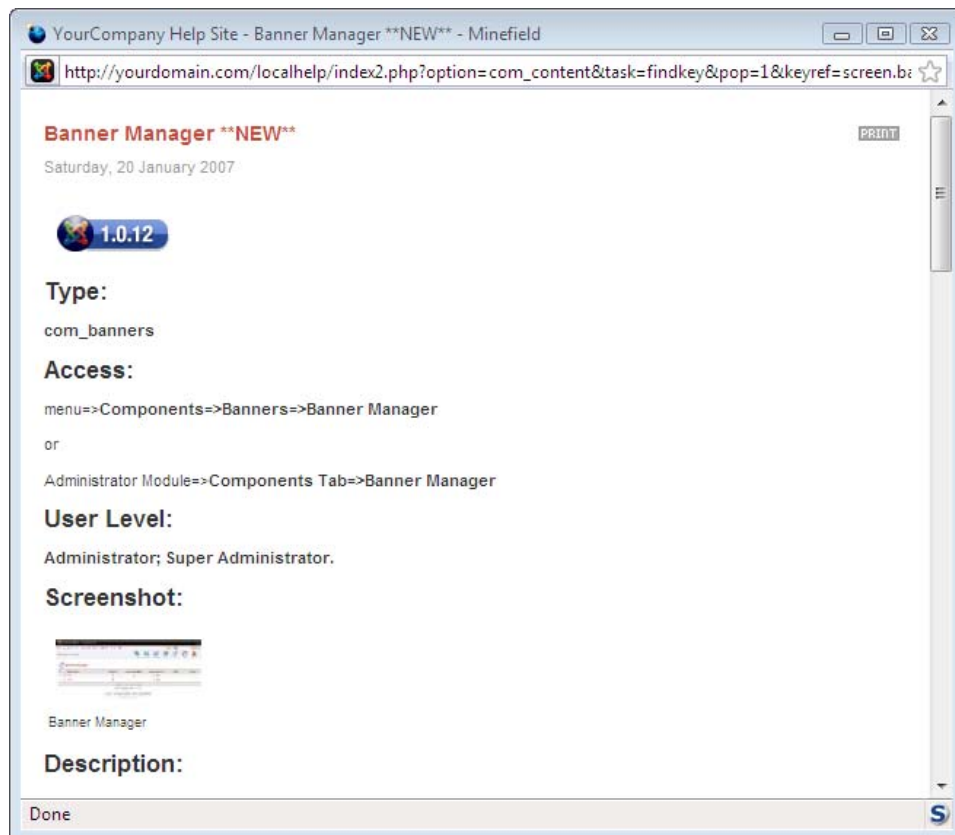 YourCompany Help Site - Banner Manager **NEW** - Minefield
http://yourdomain.com/localhelp/index2.php?option=com_content&task=findkey&pop=1&keyref=screen.ba
Banner Manager **NEW**
PRINT
Saturday, 20 January 2007
1.0.12
Type:
com_banners
Access:
menu=>Components=>Banners=>Banner Manager
or
Administrator Module=>Components Tab=>Banner Manager
User Level:
Administrator; Super Administrator.
Screenshot:
Banner Manager
Description:
Done
S